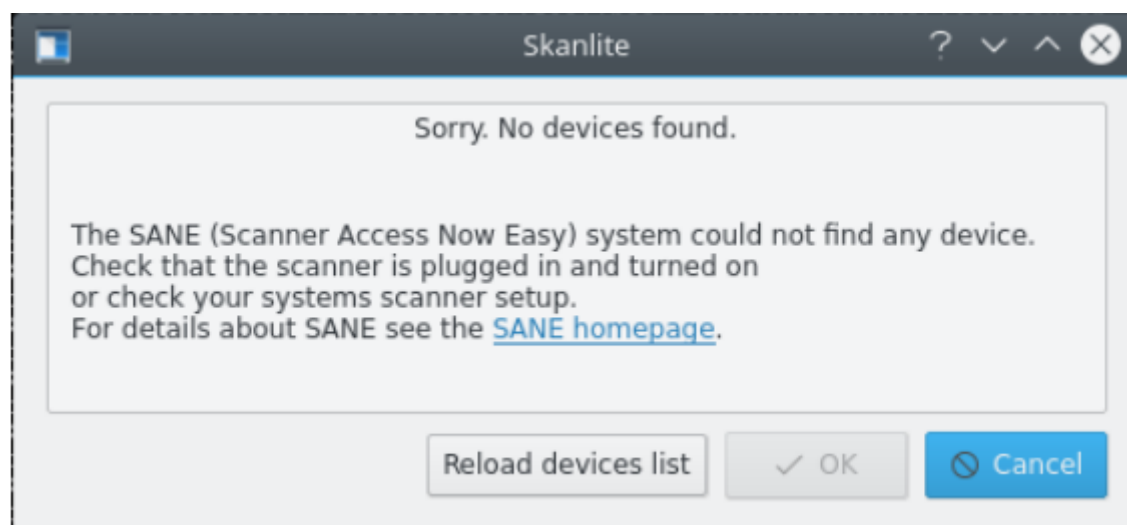 Skanlite
Sorry. No devices found.
The SANE (Scanner Access Now Easy) system could not find any device.
Check that the scanner is plugged in and turned on
or check your systems scanner setup.
For details about SANE see the SANE homepage.
Reload devices list
OK
Cancel